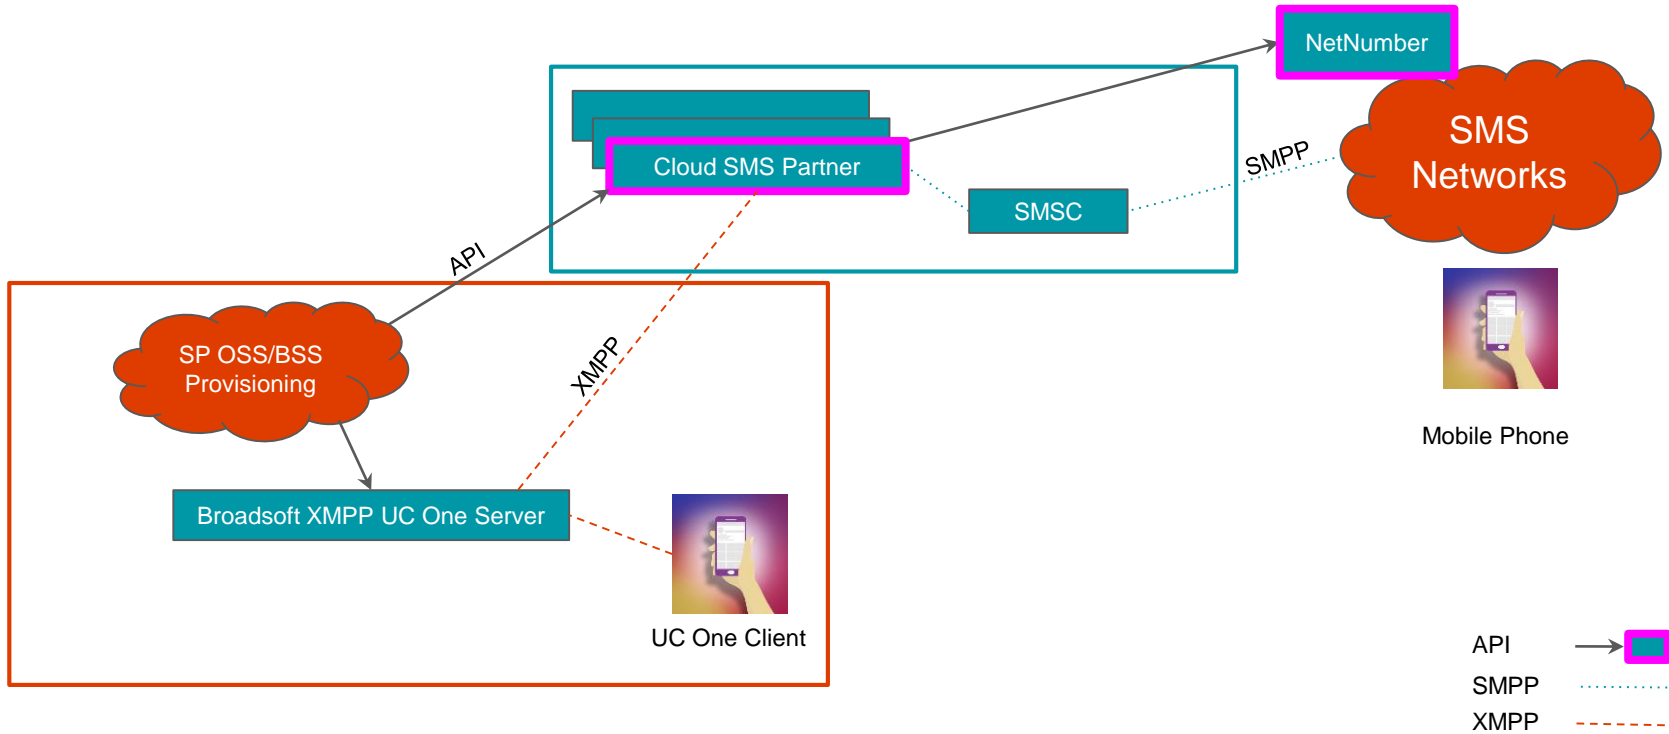 NetNumber
SMS
Networks
SMPP
Cloud SMS Partner
SMSC
API
XMPP
SP OSS/BSS
Provisioning
Mobile Phone
Broadsoft XMPP UC One Server
UC One Client
API
SMPP
XMPP